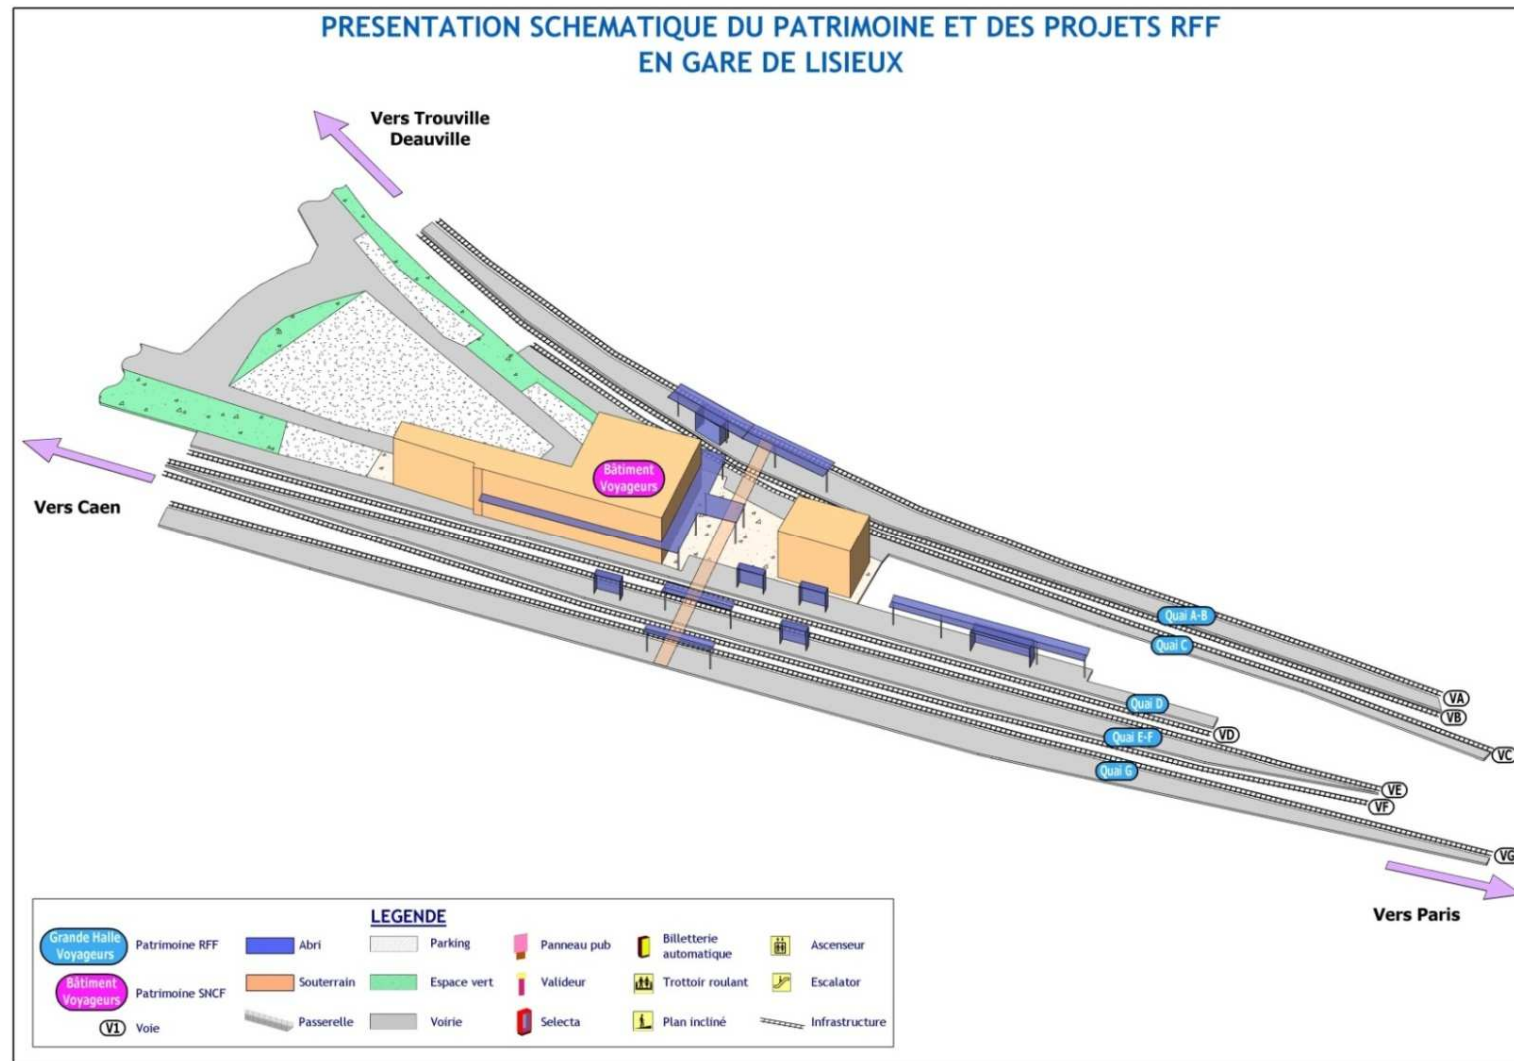 PRESENTATION SCHEMATIQUE DU PATRIMOINE ET DES PROJETS RFF
EN GARE DE LISIEUX
Vers Trouville
Deauville
Bâtiment
Voyageurs
Vers Caen
Quai A-B
Quai C
Quai D
Quai E-F
Quai G
VA
VB
VC
VD
VE
VF
VG
Vers Paris
LEGENDE
Grande Halle
Voyageurs
Patrimoine RFF
Bâtiment
Voyageurs
Patrimoine SNCF
V1
Voie
Abri
Souterrain
Passerelle
Parking
Espace vert
Voirie
Panneau pub
Valideur
Selecta
Billetterie
automatique
Trottoir roulant
Plan incliné
Ascenseur
Escalator
Infrastructure